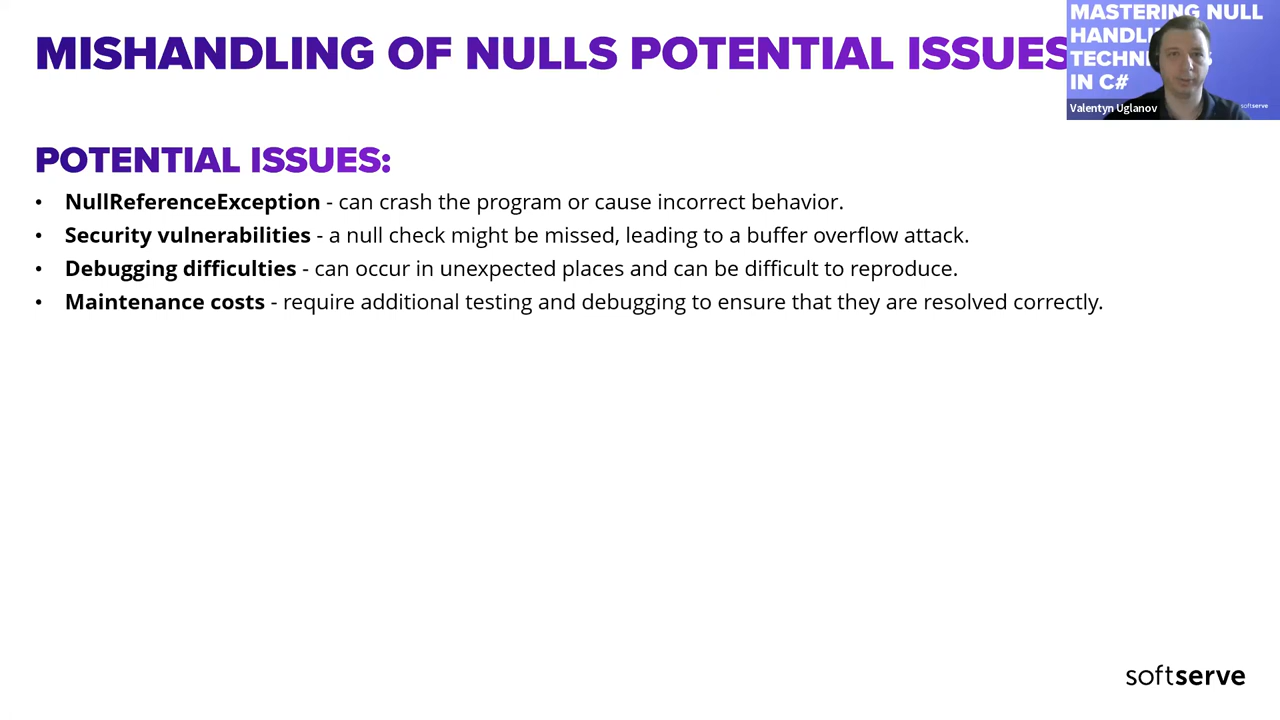 MISHANDLING OF NULLS POTENTIAL ISSUES
MASTERING NULL
IN C#
Valentyn Uglanov
softserve
POTENTIAL ISSUES:
• NullReferenceException - can crash the program or cause incorrect behavior.
• Security vulnerabilities - a null check might be missed, leading to a buffer overflow attack.
• Debugging difficulties - can occur in unexpected places and can be difficult to reproduce.
• Maintenance costs - require additional testing and debugging to ensure that they are resolved correctly.
softserve